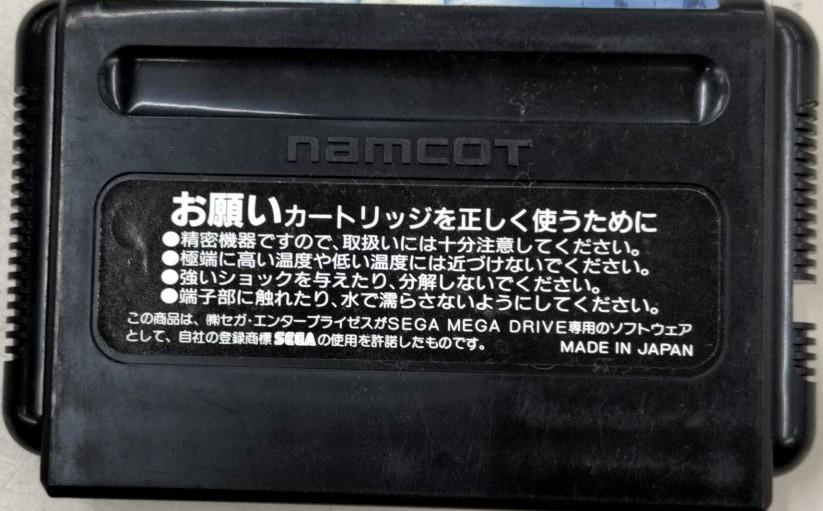 namcot
お願いカートリッジを正しく使うために
●精密機器ですので、取扱いには十分注意してください。
●極端に高い温度や低い温度には近づけないでください。
●強いショックを与えたり、分解しないでください。
●端子部に触れたり、水で濡らさないようにしてください。
この商品は、㈱セガ・エンタープライゼスがSEGA MEGA DRIVE専用のソフトウェア
として、自社の登録商標SEGAの使用を許諾したものです。
MADE IN JAPAN